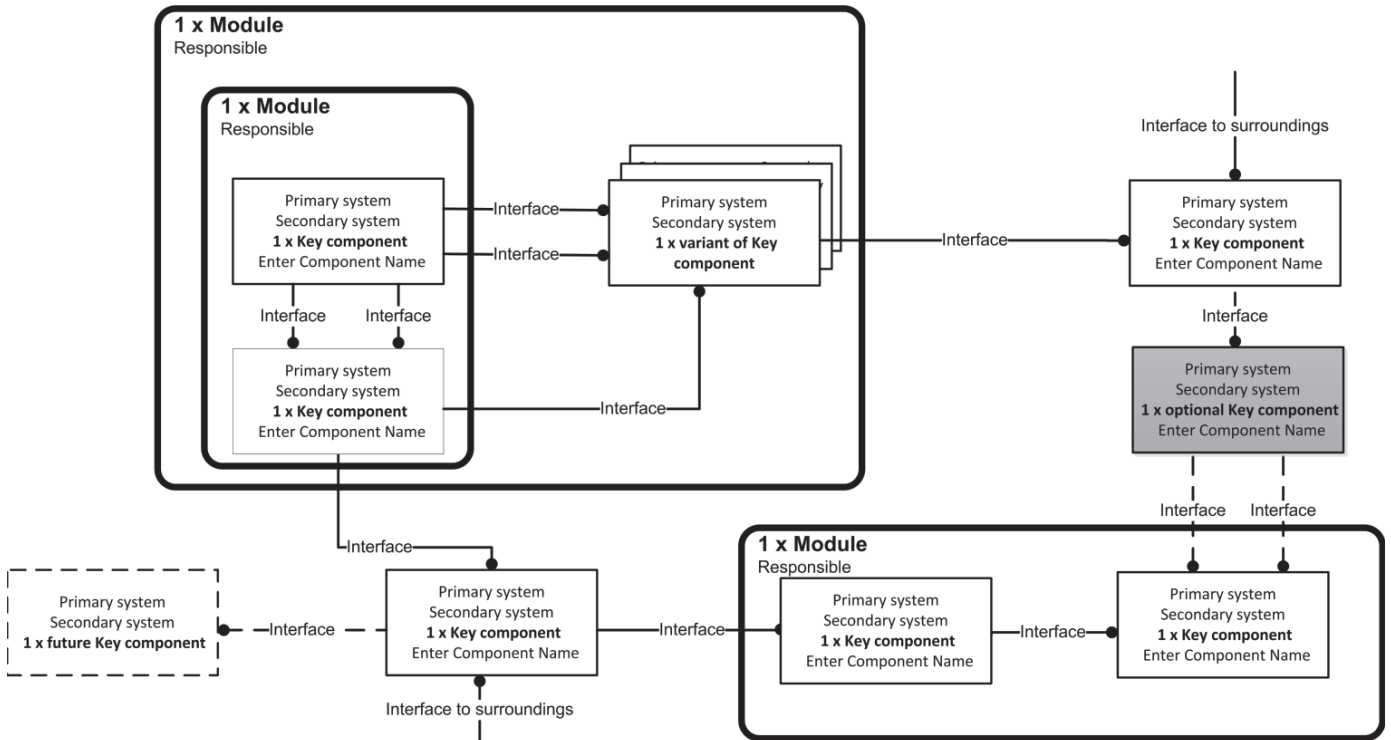 1 x Module
Responsible
1 x Module
Responsible
Primary system
Secondary system
1 x Key component
Enter Component Name
Interface
Interface
Interface
Interface
Primary system
Secondary system
1 x Key component
Enter Component Name
Interface
Primary system
Secondary system
1 x variant of Key
component
Interface
Interface to surroundings
Primary system
Secondary system
1 x Key component
Enter Component Name
Interface
Primary system
Secondary system
1 x optional Key component
Enter Component Name
Interface
Interface
Interface
Primary system
Secondary system
1 x future Key component
Interface
Primary system
Secondary system
1 x Key component
Enter Component Name
Interface to surroundings
Interface
1 x Module
Responsible
Primary system
Secondary system
1 x Key component
Enter Component Name
Interface
Primary system
Secondary system
1 x Key component
Enter Component Name